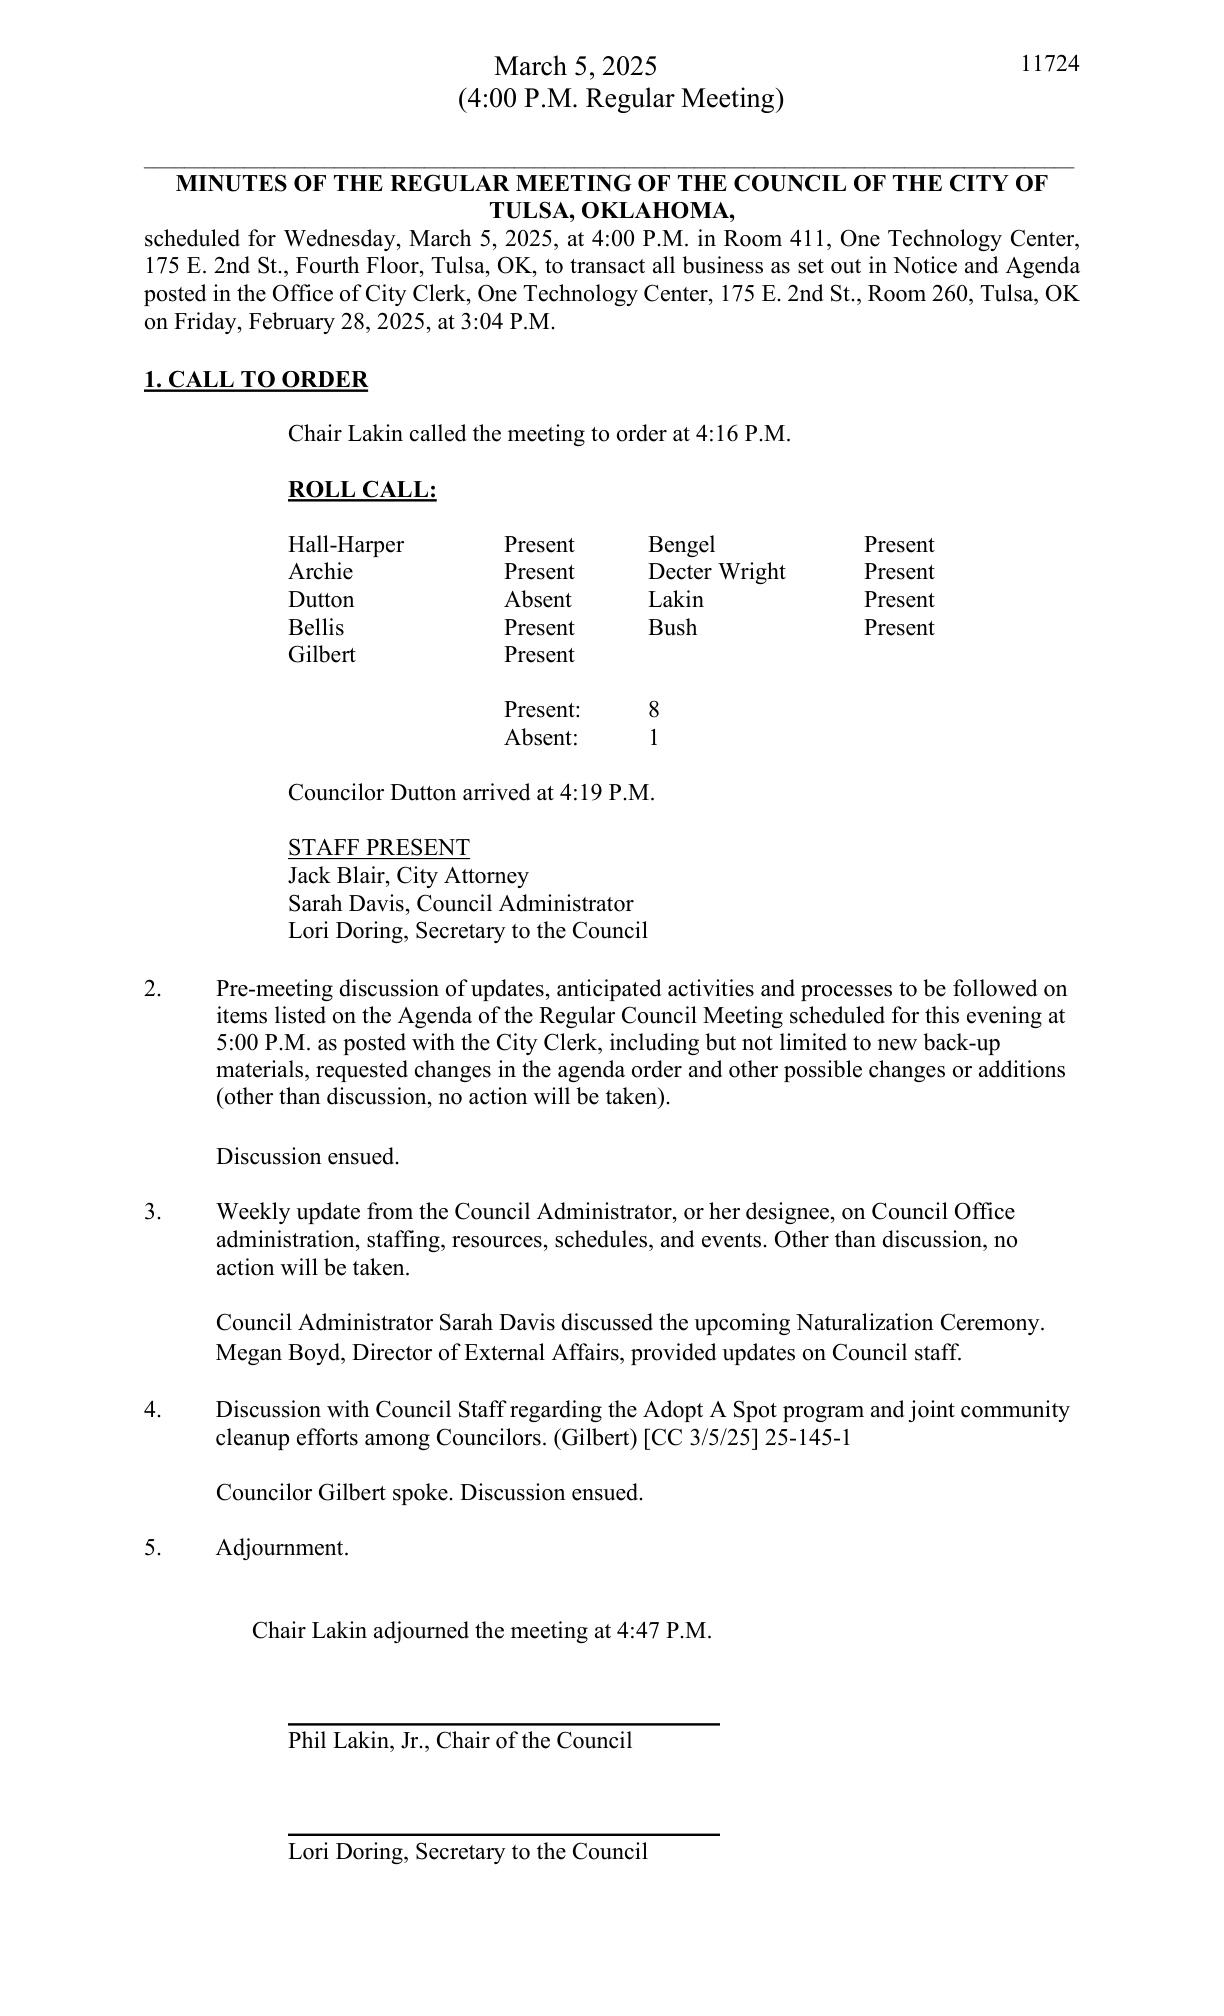 March 5, 2025 11724
(4:00 P.M. Regular Meeting)
MINUTES OF THE REGULAR MEETING OF THE COUNCIL OF THE CITY OF
TULSA, OKLAHOMA,
scheduled for Wednesday, March 5, 2025, at 4:00 P.M. in Room 411, One Technology Center,
175 E. 2nd St., Fourth Floor, Tulsa, OK, to transact all business as set out in Notice and Agenda
posted in the Office of City Clerk, One Technology Center, 175 E. 2nd St., Room 260, Tulsa, OK
on Friday, February 28, 2025, at 3:04 P.M.
1. CALL TO ORDER
Chair Lakin called the meeting to order at 4:16 P.M.
ROLL CALL:
Hall-Harper Present Bengel Present
Archie Present Decter Wright Present
Dutton Absent Lakin Present
Bellis Present Bush Present
Gilbert Present
Present: 8
Absent: 1
Councilor Dutton arrived at 4:19 P.M.
STAFF PRESENT
Jack Blair, City Attorney
Sarah Davis, Council Administrator
Lori Doring, Secretary to the Council
2. Pre-meeting discussion of updates, anticipated activities and processes to be followed on
items listed on the Agenda of the Regular Council Meeting scheduled for this evening at
5:00 P.M. as posted with the City Clerk, including but not limited to new back-up
materials, requested changes in the agenda order and other possible changes or additions
(other than discussion, no action will be taken).
Discussion ensued.
3. Weekly update from the Council Administrator, or her designee, on Council Office
administration, staffing, resources, schedules, and events. Other than discussion, no
action will be taken.
Council Administrator Sarah Davis discussed the upcoming Naturalization Ceremony.
Megan Boyd, Director of External Affairs, provided updates on Council staff.
4. Discussion with Council Staff regarding the Adopt A Spot program and joint community
cleanup efforts among Councilors. (Gilbert) [CC 3/5/25] 25-145-1
Councilor Gilbert spoke. Discussion ensued.
5. Adjournment.
Chair Lakin adjourned the meeting at 4:47 P.M.
Phil Lakin, Jr., Chair of the Council
Lori Doring, Secretary to the Council